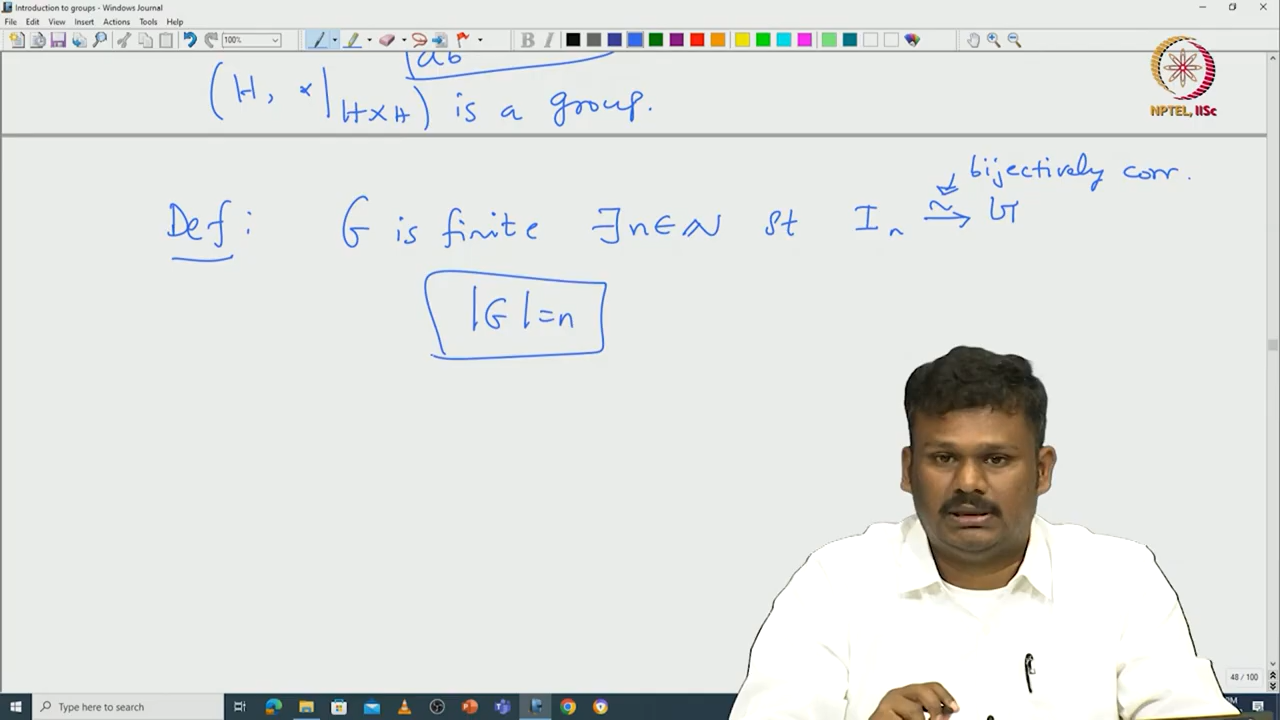 Introduction to groups - Windows Journal
File Edit View Insert Actions Tools Help
100%
B I
ab
(H, *|H×H) is a group.
NPTEL, IISc
bijectively corr.
Def: G is finite ∃n∈ℕ st Iₙ ~→ G
|G|=n
48 / 100
Type here to search